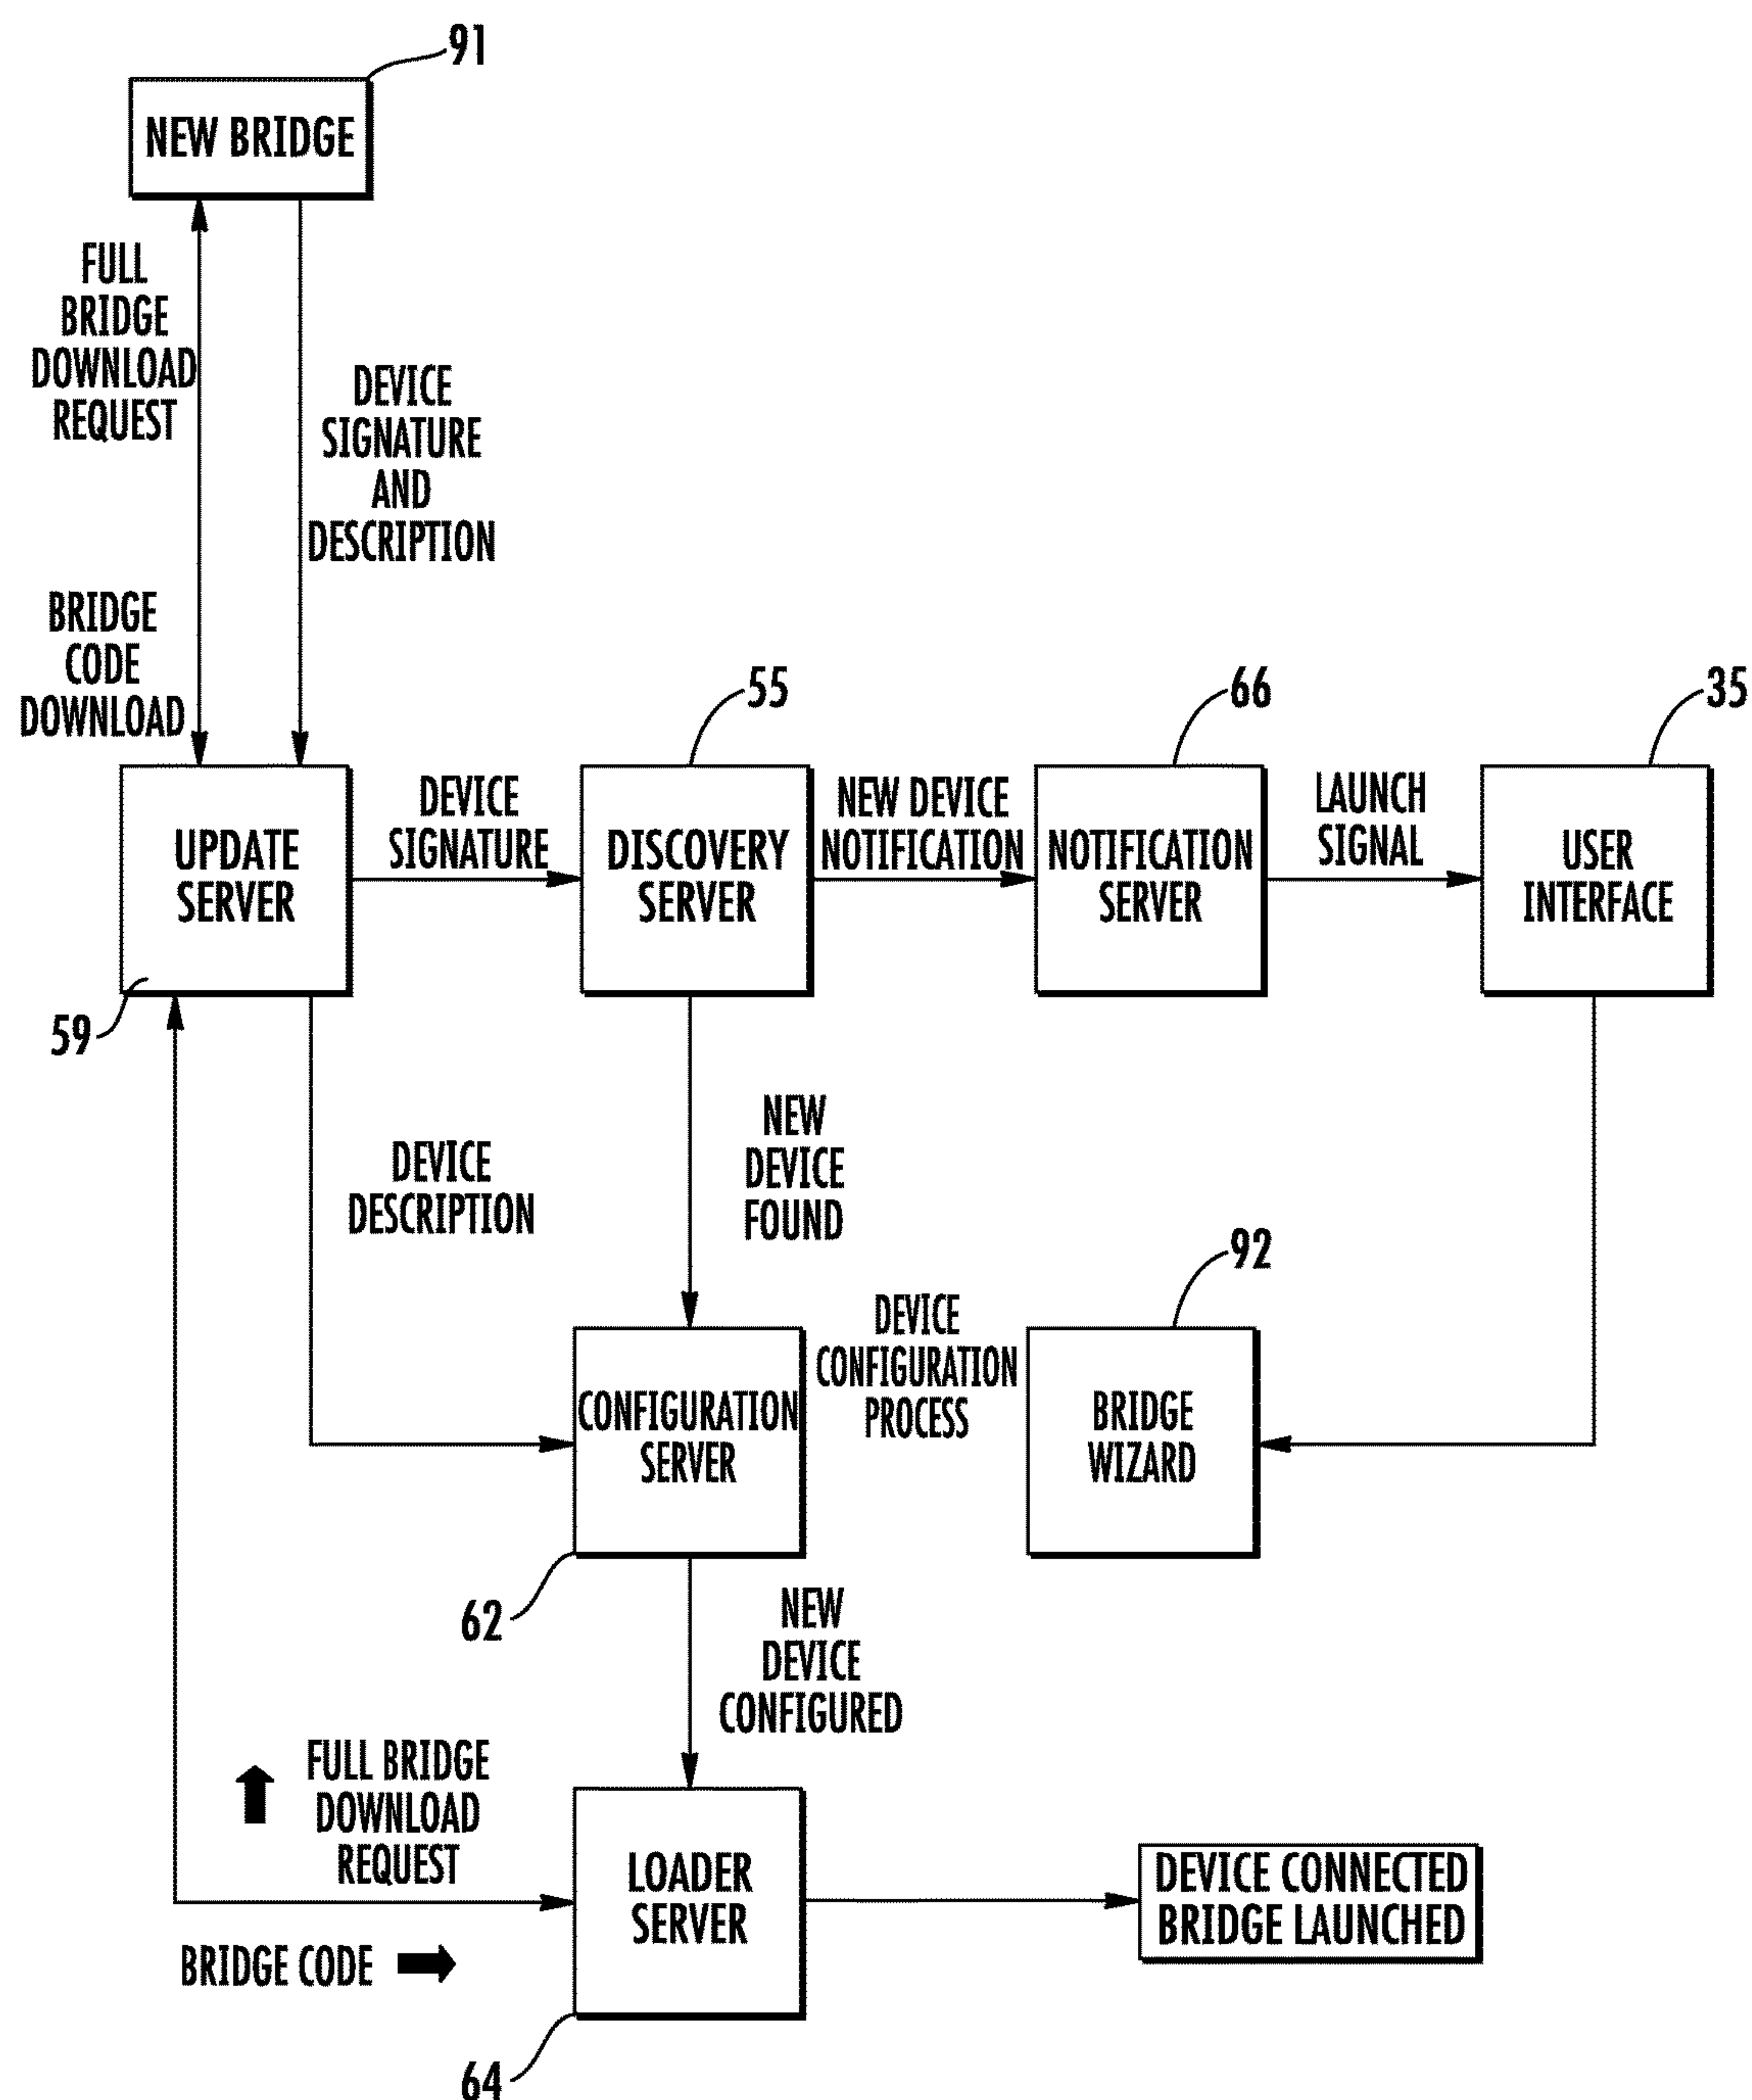 91
NEW BRIDGE
FULL
BRIDGE
DOWNLOAD
REQUEST
DEVICE
SIGNATURE
AND
DESCRIPTION
BRIDGE
CODE
DOWNLOAD
55
66
35
UPDATE
SERVER
59
DEVICE
SIGNATURE
DISCOVERY
SERVER
NEW DEVICE
NOTIFICATION
NOTIFICATION
SERVER
LAUNCH
SIGNAL
USER
INTERFACE
DEVICE
DESCRIPTION
NEW
DEVICE
FOUND
92
CONFIGURATION
SERVER
62
DEVICE
CONFIGURATION
PROCESS
BRIDGE
WIZARD
NEW
DEVICE
CONFIGURED
FULL BRIDGE
DOWNLOAD
REQUEST
BRIDGE CODE
LOADER
SERVER
64
DEVICE CONNECTED
BRIDGE LAUNCHED